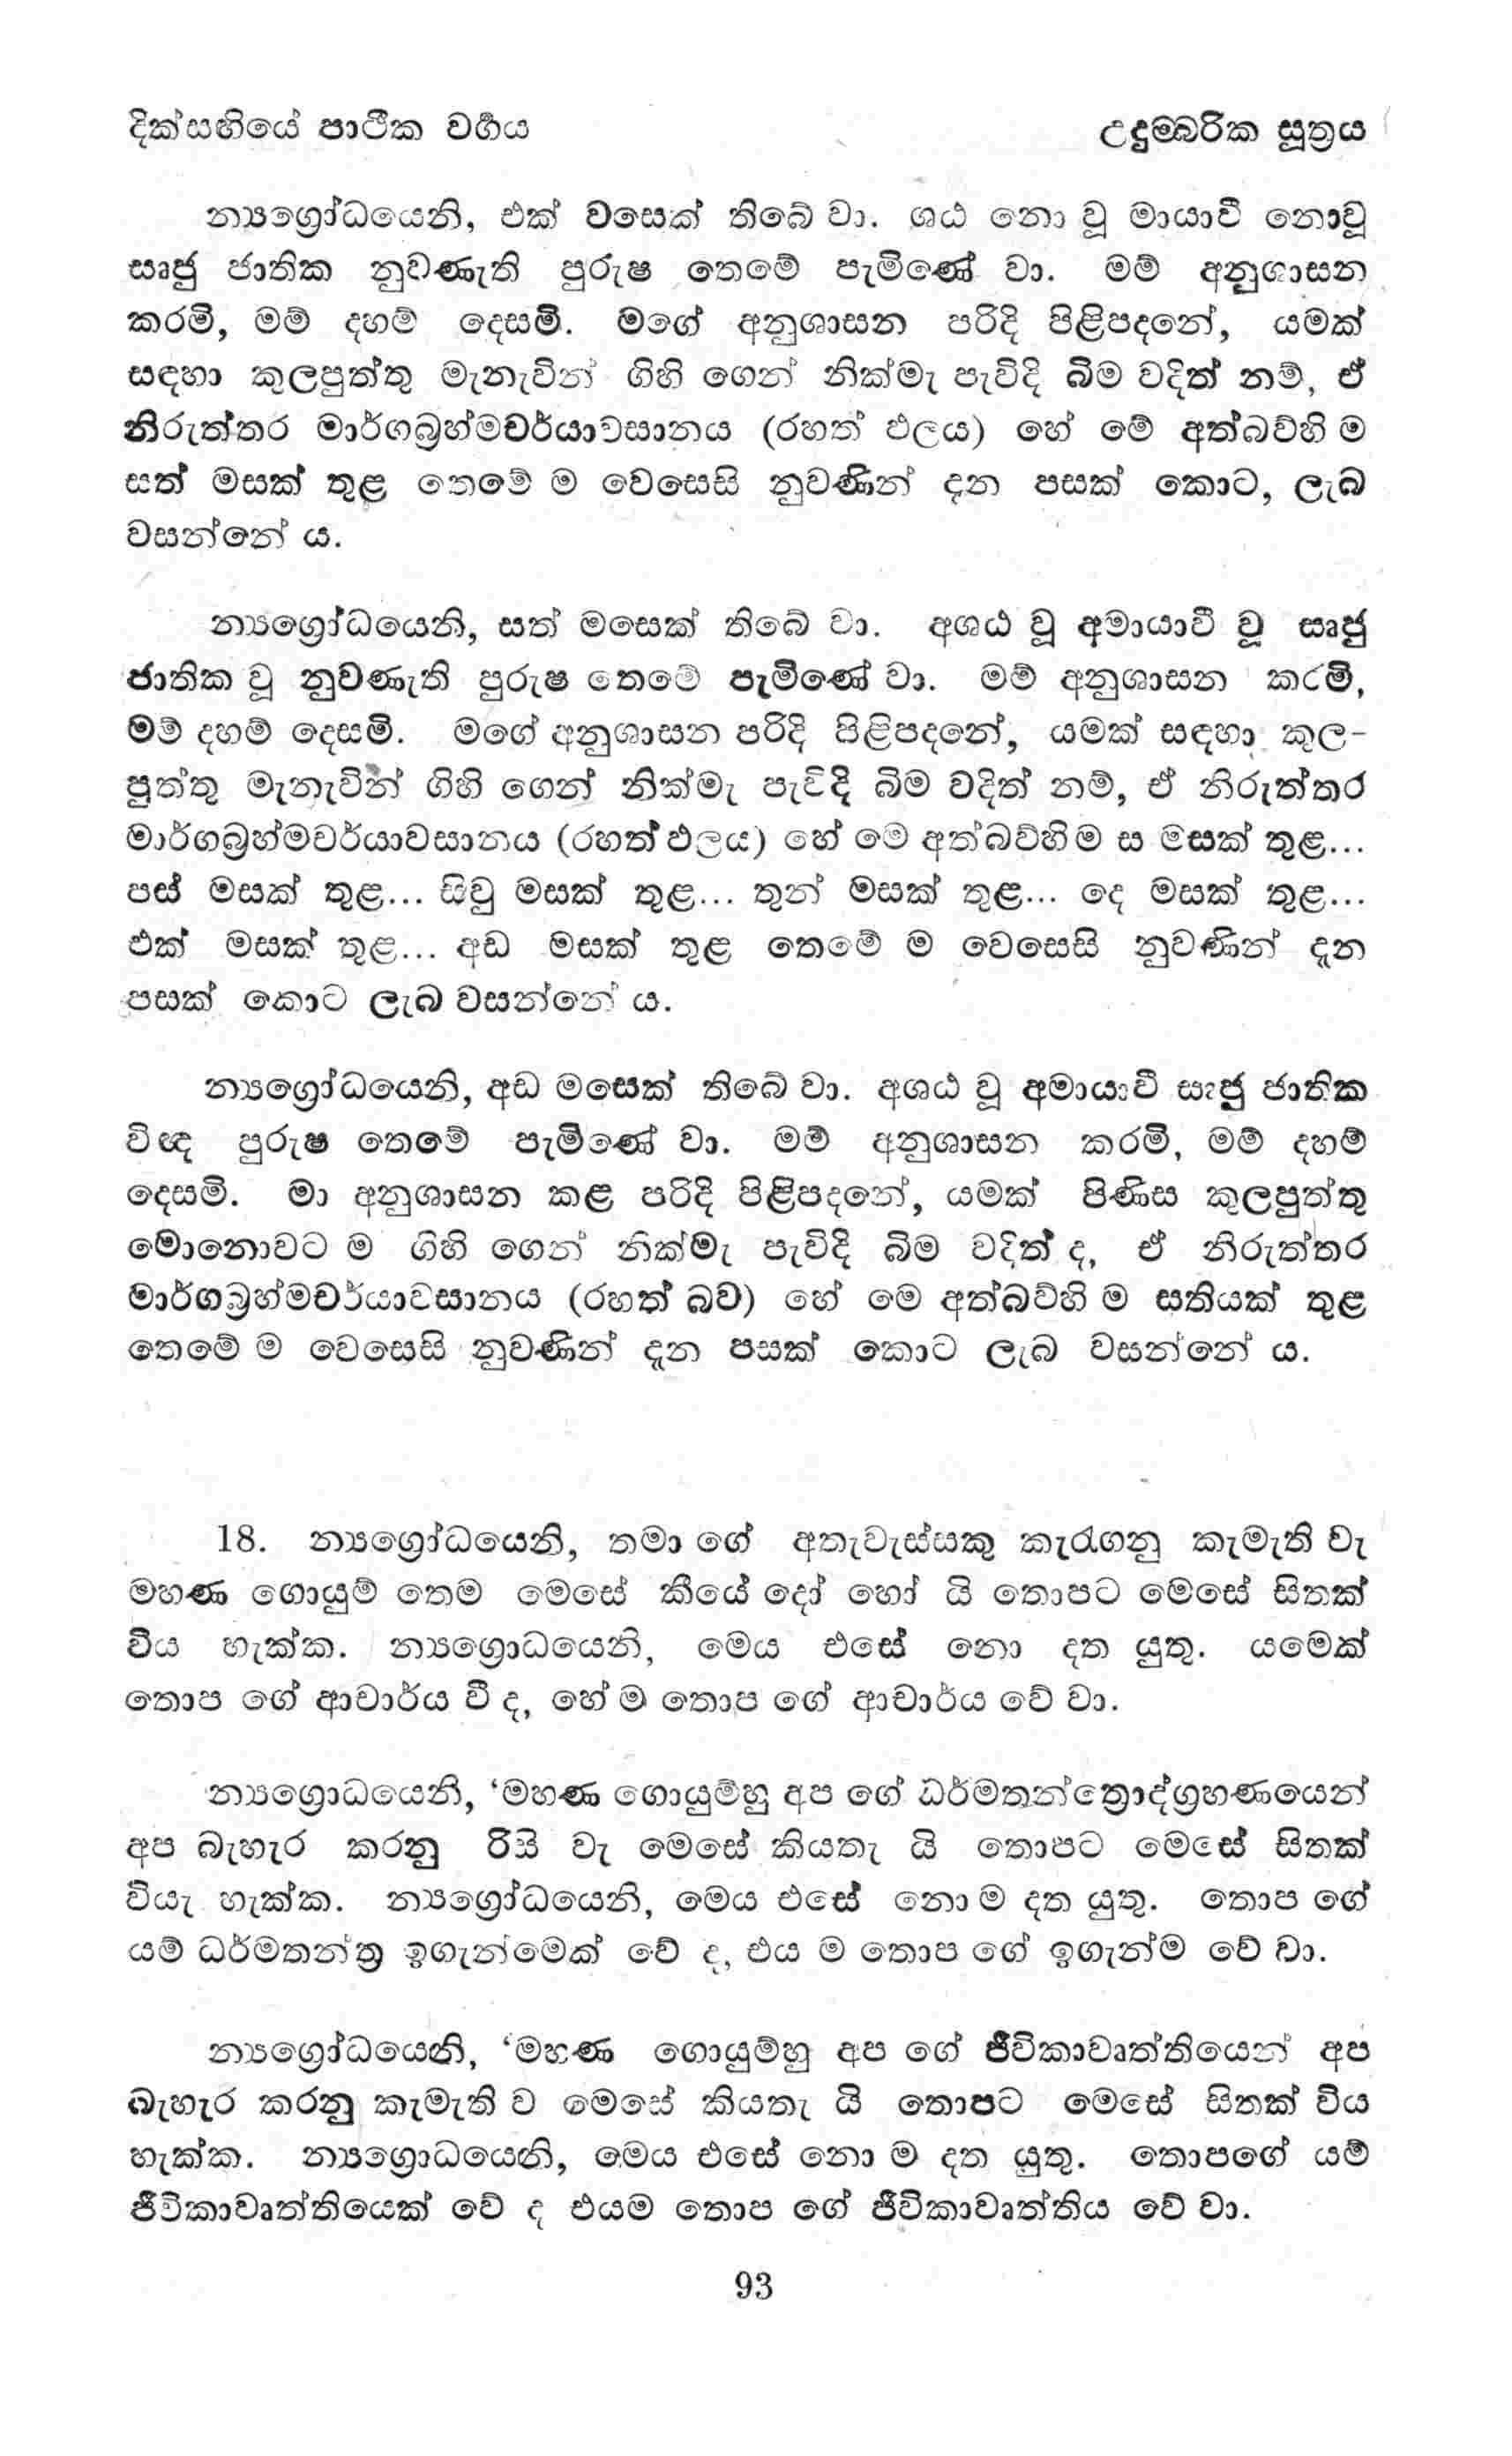 දික්සඟියේ පාථික වර්‍ගය
උදුම්බරික සූත්‍රය
න්‍යග්‍රෝධයෙනි, එක් වසෙක් තිබේ වා. ශඨ නො වූ මායාවී නොවූ
සෘජු ජාතික නුවණැති පුරුෂ තෙමේ පැමිණේ වා. මම් අනුශාසන
කරමි, මම් දහම් දෙසමි. මගේ අනුශාසන පරිදි පිළිපදනේ, යමක්
සඳහා කුලපුත්තු මැනැවින් ගිහි ගෙන් නික්මැ පැවිදි බිම වදිත් නම්, ඒ
නිරුත්තර මාර්ගබ්‍රහ්මචර්යාවසානය (රහත් ඵලය) හේ මේ අත්බව්හි ම
සත් මසක් තුළ තෙමේ ම වෙසෙසි නුවණින් දැන පසක් කොට, ලැබ
වසන්නේ ය.
න්‍යග්‍රෝධයෙනි, සත් මසෙක් තිබේ වා. අශඨ වූ අමායාවී වූ සෘජු
ජාතික වූ නුවණැති පුරුෂ තෙමේ පැමිණේ වා. මම් අනුශාසන කරමි,
මම් දහම් දෙසමි. මගේ අනුශාසන පරිදි පිළිපදනේ, යමක් සඳහා කුල-
පුත්තු මැනැවින් ගිහි ගෙන් නික්මැ පැවිදි බිම වදිත් නම්, ඒ නිරුත්තර
මාර්ගබ්‍රහ්මචර්යාවසානය (රහත් ඵලය) හේ මෙ අත්බව්හිම ස මසක් තුළ...
පස් මසක් තුළ... සිවු මසක් තුළ... තුන් මසක් තුළ... දෙ මසක් තුළ...
එක් මසක් තුළ... අඩ මසක් තුළ තෙමේ ම වෙසෙසි නුවණින් දැන
පසක් කොට ලැබ වසන්නේ ය.
න්‍යග්‍රෝධයෙනි, අඩ මසෙක් තිබේ වා. අශඨ වූ අමායාවී සෘජු ජාතික
විඥ පුරුෂ තෙමේ පැමිණේ වා. මම් අනුශාසන කරමි, මම් දහම්
දෙසමි. මා අනුශාසන කළ පරිදි පිළිපදනේ, යමක් පිණිස කුලපුත්තු
මොනොවට ම ගිහි ගෙන් නික්මැ පැවිදි බිම වදිත් ද, ඒ නිරුත්තර
මාර්ගබ්‍රහ්මචර්යාවසානය (රහත් බව) හේ මෙ අත්බව්හි ම සතියක් තුළ
තෙමේ ම වෙසෙසි නුවණින් දැන පසක් කොට ලැබ වසන්නේ ය.
18. න්‍යග්‍රෝධයෙනි, තමා ගේ අතැවැස්සකු කැරැගනු කැමැති වැ
මහණ ගොයුම් තෙම මෙසේ කීයේ දෝ හෝ යි තොපට මෙසේ සිතක්
විය හැක්ක. න්‍යග්‍රොධයෙනි, මෙය එසේ නො දත යුතු. යමෙක්
තොප ගේ ආචාර්ය වී ද, හේ ම තොප ගේ ආචාර්ය වේ වා.
න්‍යග්‍රොධයෙනි, ‘මහණ ගොයුම්හු අප ගේ ධර්මතන්ත්‍රොද්ග්‍රහණයෙන්
අප බැහැර කරනු රිසි වැ මෙසේ කියතැ යි තොපට මෙසේ සිතක්
වියැ හැක්ක. න්‍යග්‍රෝධයෙනි, මෙය එසේ නො ම දත යුතු. තොප ගේ
යම් ධර්මතන්ත්‍ර ඉගැන්මෙක් වේ ද, එය ම තොප ගේ ඉගැන්ම වේ වා.
න්‍යග්‍රෝධයෙනි, ‘මහණ ගොයුම්හු අප ගේ ජීවිකාවෘත්තියෙන් අප
බැහැර කරනු කැමැති ව මෙසේ කියතැ යි තොපට මෙසේ සිතක් විය
හැක්ක. න්‍යග්‍රොධයෙනි, මෙය එසේ නො ම දත යුතු. තොපගේ යම්
ජීවිකාවෘත්තියෙක් වේ ද එයම තොප ගේ ජීවිකාවෘත්තිය වේ වා.
93